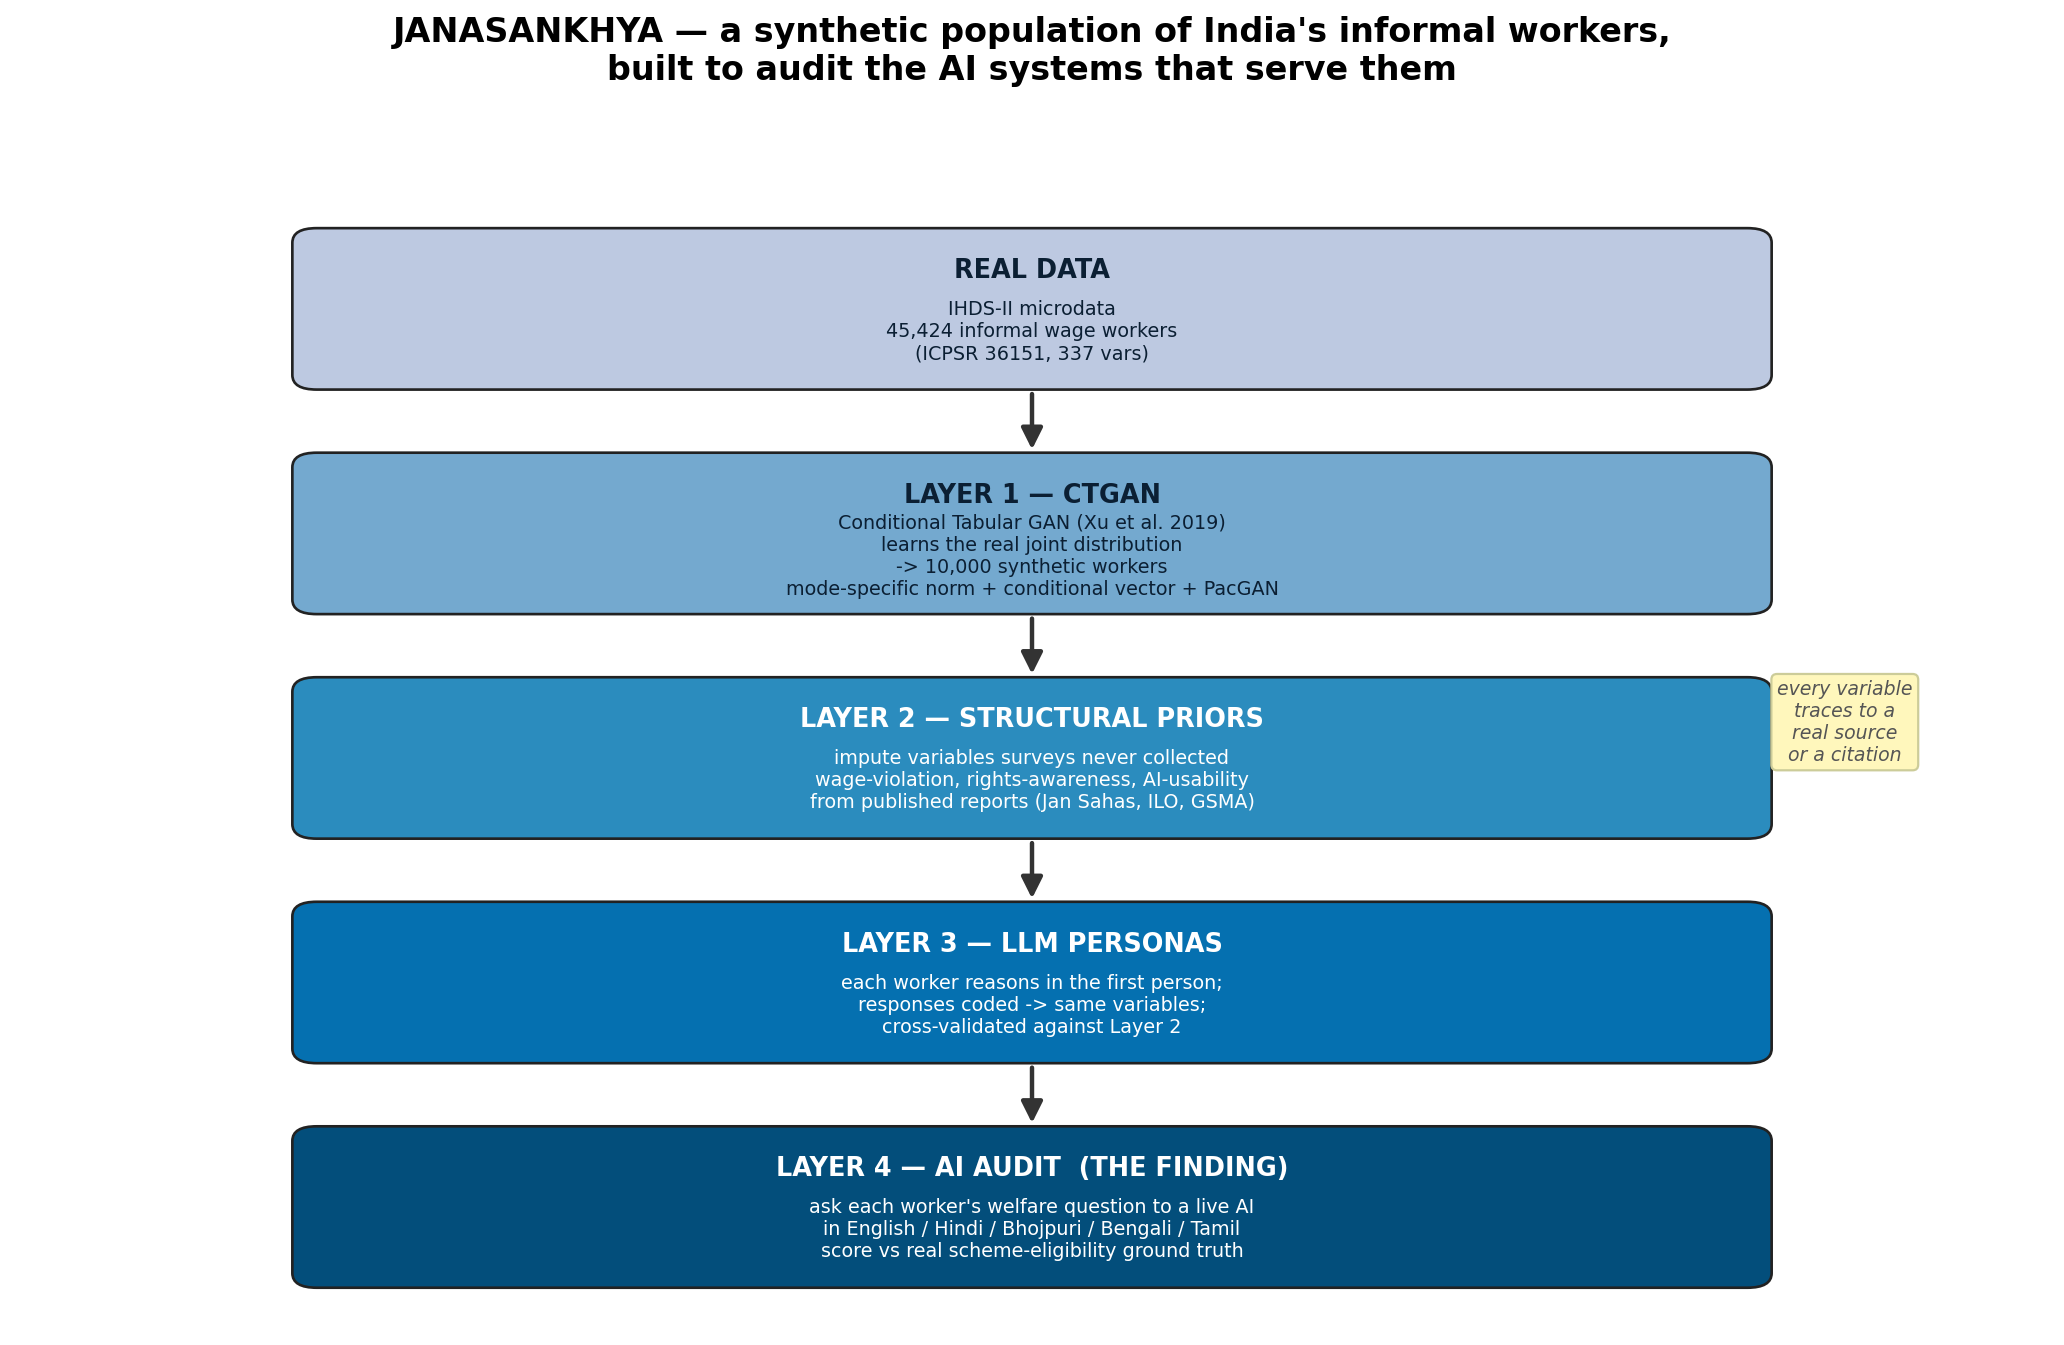 JANASANKHYA — a synthetic population of India's informal workers,
built to audit the AI systems that serve them
REAL DATA
IHDS-II microdata
45,424 informal wage workers
(ICPSR 36151, 337 vars)
LAYER 1 — CTGAN
Conditional Tabular GAN (Xu et al. 2019)
learns the real joint distribution
-> 10,000 synthetic workers
mode-specific norm + conditional vector + PacGAN
LAYER 2 — STRUCTURAL PRIORS
impute variables surveys never collected
wage-violation, rights-awareness, AI-usability
from published reports (Jan Sahas, ILO, GSMA)
every variable
traces to a
real source
or a citation
LAYER 3 — LLM PERSONAS
each worker reasons in the first person;
responses coded -> same variables;
cross-validated against Layer 2
LAYER 4 — AI AUDIT  (THE FINDING)
ask each worker's welfare question to a live AI
in English / Hindi / Bhojpuri / Bengali / Tamil
score vs real scheme-eligibility ground truth